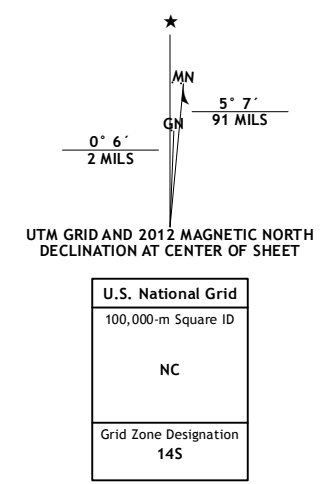 ★
MN
5° 7´
91 MILS
GN
0° 6´
2 MILS
UTM GRID AND 2012 MAGNETIC NORTH
DECLINATION AT CENTER OF SHEET
U.S. National Grid
100,000-m Square ID
NC
Grid Zone Designation
14S